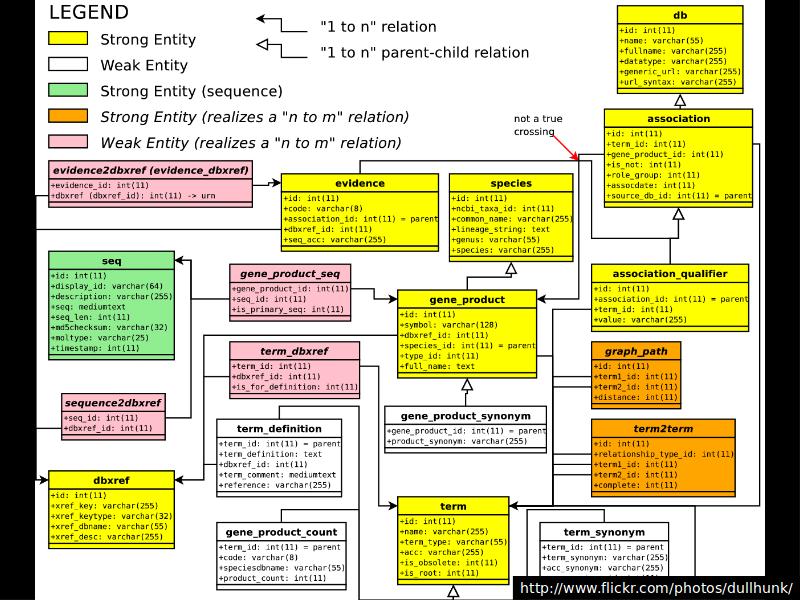 LEGEND
Strong Entity
Weak Entity
Strong Entity (sequence)
Strong Entity (realizes a "n to m" relation)
Weak Entity (realizes a "n to m" relation)
"1 to n" relation
"1 to n" parent-child relation
db
+id: int(11)
+name: varchar(55)
+fullname: varchar(255)
+datatype: varchar(255)
+generic_url: varchar(255)
+url_syntax: varchar(255)
not a true
crossing
association
+id: int(11)
+term_id: int(11)
+gene_product_id: int(11)
+is_not: int(11)
+role_group: int(11)
+assocdate: int(11)
+source_db_id: int(11) = parent
evidence2dbxref (evidence_dbxref)
+evidence_id: int(11)
+dbxref (dbxref_id): int(11) -> urn
evidence
+id: int(11)
+code: varchar(8)
+association_id: int(11) = parent
+dbxref_id: int(11)
+seq_acc: varchar(255)
species
+id: int(11)
+ncbi_taxa_id: int(11)
+common_name: varchar(255)
+lineage_string: text
+genus: varchar(55)
+species: varchar(255)
seq
+id: int(11)
+display_id: varchar(64)
+description: varchar(255)
+seq: mediumtext
+seq_len: int(11)
+md5checksum: varchar(32)
+moltype: varchar(25)
+timestamp: int(11)
gene_product_seq
+gene_product_id: int(11)
+seq_id: int(11)
+is_primary_seq: int(11)
gene_product
+id: int(11)
+symbol: varchar(128)
+dbxref_id: int(11)
+species_id: int(11) = parent
+type_id: int(11)
+full_name: text
association_qualifier
+id: int(11)
+association_id: int(11) = parent
+term_id: int(11)
+value: varchar(255)
term_dbxref
+term_id: int(11)
+dbxref_id: int(11)
+is_for_definition: int(11)
graph_path
+id: int(11)
+term1_id: int(11)
+term2_id: int(11)
+distance: int(11)
sequence2dbxref
+seq_id: int(11)
+dbxref_id: int(11)
term_definition
+term_id: int(11) = parent
+term_definition: text
+dbxref_id: int(11)
+term_comment: mediumtext
+reference: varchar(255)
gene_product_synonym
+gene_product_id: int(11) = parent
+product_synonym: varchar(255)
term2term
+id: int(11)
+relationship_type_id: int(11)
+term1_id: int(11)
+term2_id: int(11)
+complete: int(11)
dbxref
+id: int(11)
+xref_key: varchar(255)
+xref_keytype: varchar(32)
+xref_dbname: varchar(55)
+xref_desc: varchar(255)
gene_product_count
+term_id: int(11) = parent
+code: varchar(8)
+speciesdbname: varchar(55)
+product_count: int(11)
term
+id: int(11)
+name: varchar(255)
+term_type: varchar(55)
+acc: varchar(255)
+is_obsolete: int(11)
+is_root: int(11)
term_synonym
+term_id: int(11) = parent
+term_synonym: varchar(255)
+acc_synonym: varchar(255)
http://www.flickr.com/photos/dullhunk/